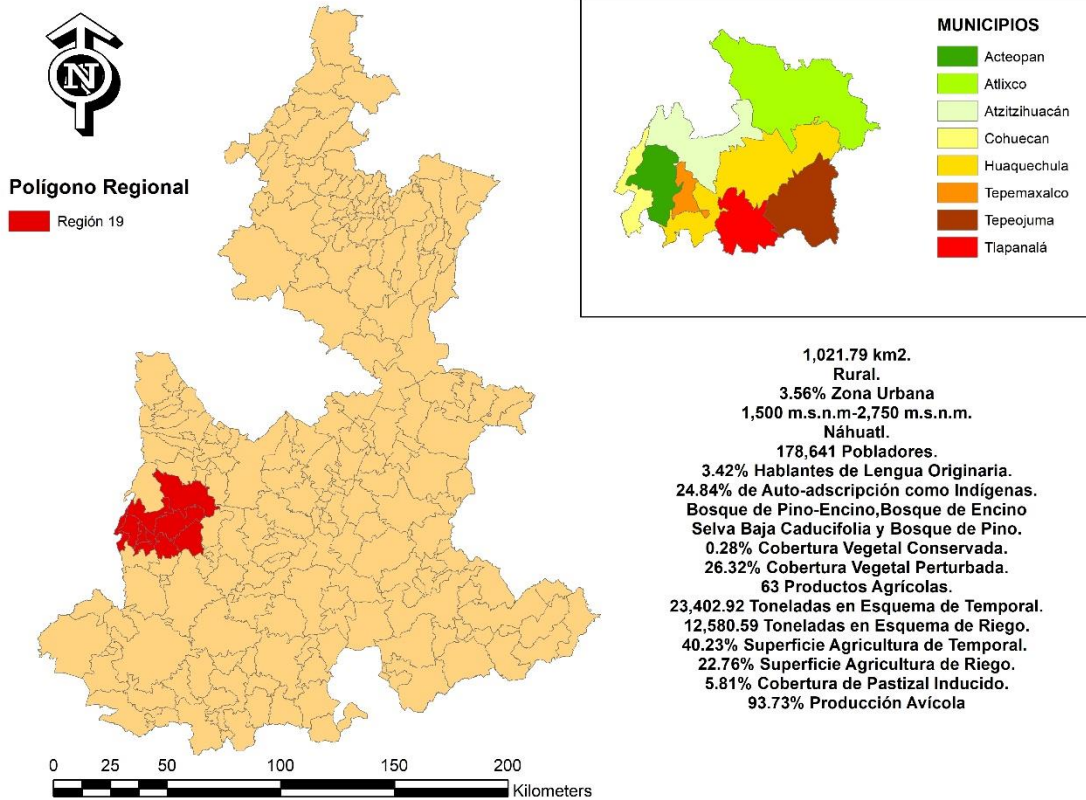 N
Polígono Regional
Región 19
MUNICIPIOS
Acteopan
Atlixco
Atzitzihuacán
Cohuecan
Huaquechula
Tepemaxalco
Tepeojuma
Tlapanalá
1,021.79 km2.
Rural.
3.56% Zona Urbana
1,500 m.s.n.m-2,750 m.s.n.m.
Náhuatl.
178,641 Pobladores.
3.42% Hablantes de Lengua Originaria.
24.84% de Auto-adscripción como Indígenas.
Bosque de Pino-Encino,Bosque de Encino
Selva Baja Caducifolia y Bosque de Pino.
0.28% Cobertura Vegetal Conservada.
26.32% Cobertura Vegetal Perturbada.
63 Productos Agrícolas.
23,402.92 Toneladas en Esquema de Temporal.
12,580.59 Toneladas en Esquema de Riego.
40.23% Superficie Agricultura de Temporal.
22.76% Superficie Agricultura de Riego.
5.81% Cobertura de Pastizal Inducido.
93.73% Producción Avícola
0 25 50 100 150 200
Kilometers